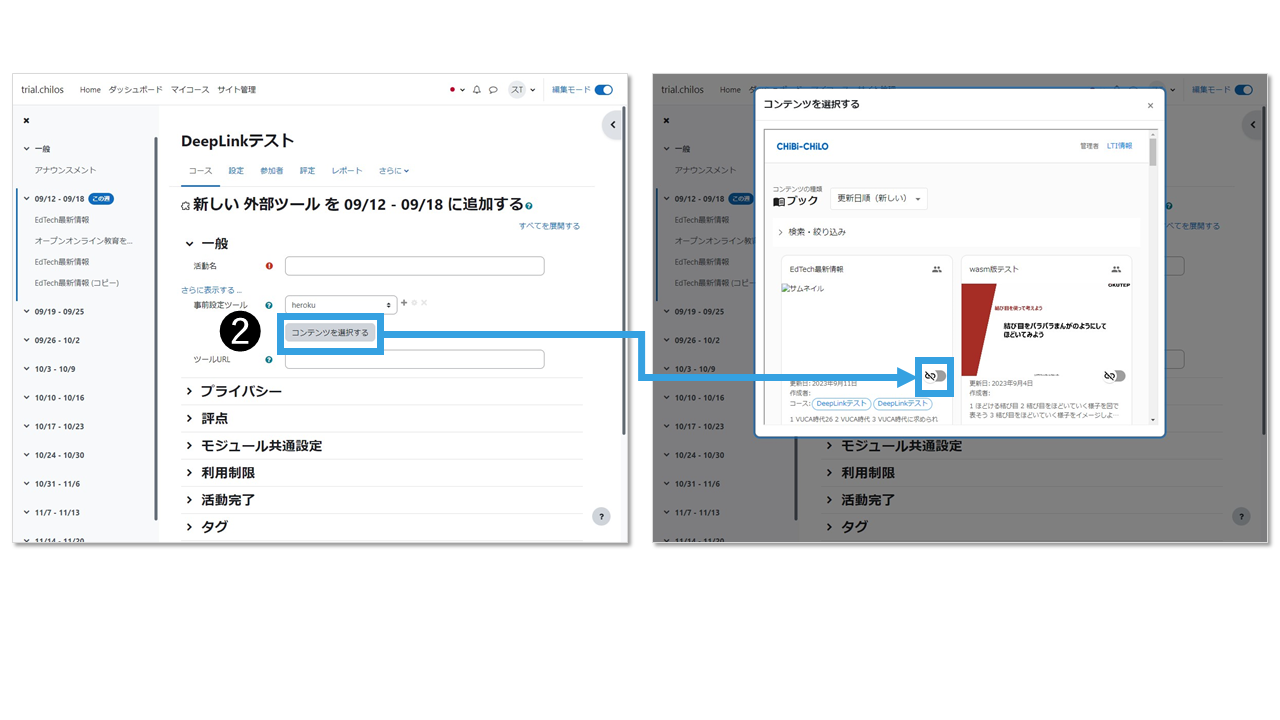 trial.chilos Home ダッシュボード マイコース サイト管理 ST 編集モード
一般
アナウンスメント
09/12 - 09/18 この週
EdTech最新情報
オープンオンライン教育を...
EdTech最新情報
EdTech最新情報 (コピー)
09/19 - 09/25
09/26 - 10/2
10/3 - 10/9
10/10 - 10/16
10/17 - 10/23
10/24 - 10/30
10/31 - 11/6
11/7 - 11/13
11/14 - 11/20
DeepLinkテスト
コース 設定 参加者 評定 レポート さらに
新しい 外部ツール を 09/12 - 09/18 に追加する
すべてを展開する
一般
活動名
さらに表示する ...
事前設定ツール heroku
2 コンテンツを選択する
ツールURL
プライバシー
評点
モジュール共通設定
利用制限
活動完了
タグ
?
trial.chilos Home 編集モード
一般
アナウンスメント
09/12 - 09/18 この週
EdTech最新情報
オープンオンライン教
EdTech最新情報
EdTech最新情報 (コピー
09/19 - 09/25
09/26 - 10/2
10/3 - 10/9
10/10 - 10/16
10/17 - 10/23
10/24 - 10/30
10/31 - 11/6
11/7 - 11/13
11/14 - 11/20
コンテンツを選択する ×
CHiBi-CHiLO 管理者 LTI情報
コンテンツの種類
ブック 更新日順（新しい）
検索・絞り込み
EdTech最新情報
サムネイル
更新日: 2023年9月11日
作成者:
コース: DeepLinkテスト DeepLinkテスト
1 VUCA時代26 2 VUCA時代 3 VUCA時代に求められ
wasm版テスト
OKUTEP
結び目を使って考えよう
結び目をパラパラまんがのようにして
ほどいてみよう
更新日: 2023年9月4日
作成者:
1 ほどける結び目 2 結び目をほどいていく様子を図で
表そう 3 結び目をほどいていく様子をイメージしよ...
べてを展開する
モジュール共通設定
利用制限
活動完了
タグ
?